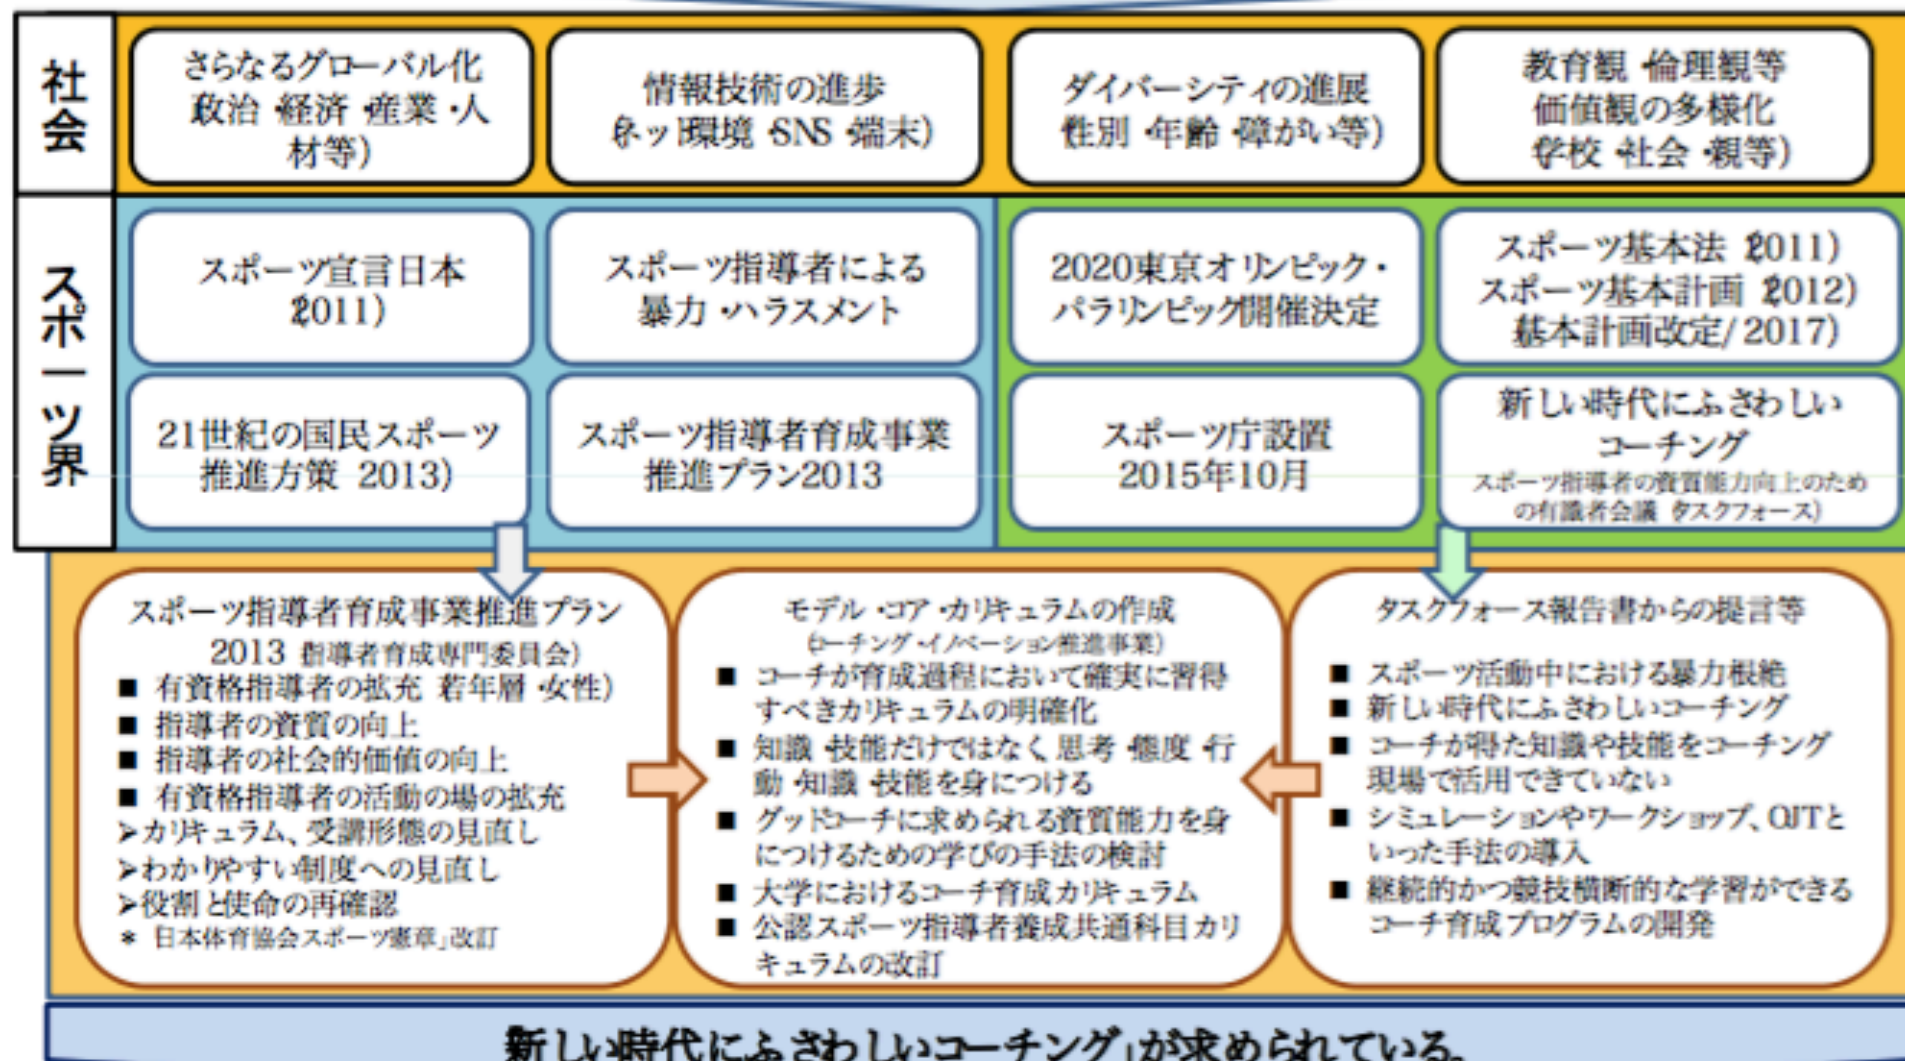 社会
さらなるグローバル化
(政治・経済・産業・人
材等)
情報技術の進歩
(ネット環境・SNS・端末)
ダイバーシティの進展
(性別・年齢・障がい等)
教育観・倫理観等
価値観の多様化
(学校・社会・親等)
スポーツ界
スポーツ宣言日本
(2011)
スポーツ指導者による
暴力・ハラスメント
2020東京オリンピック・
パラリンピック開催決定
スポーツ基本法(2011)
スポーツ基本計画(2012)
(基本計画改定/2017)
21世紀の国民スポーツ
推進方策(2013)
スポーツ指導者育成事業
推進プラン2013
スポーツ庁設置
2015年10月
新しい時代にふさわしい
コーチング
スポーツ指導者の資質能力向上のため
の有識者会議(タスクフォース)
スポーツ指導者育成事業推進プラン
2013(指導者育成専門委員会)
■ 有資格指導者の拡充(若年層・女性)
■ 指導者の資質の向上
■ 指導者の社会的価値の向上
■ 有資格指導者の活動の場の拡充
➢カリキュラム、受講形態の見直し
➢わかりやすい制度への見直し
➢役割と使命の再確認
* 「日本体育協会スポーツ憲章」改訂
モデル・コア・カリキュラムの作成
(コーチング・イノベーション推進事業)
■ コーチが育成過程において確実に習得
すべきカリキュラムの明確化
■ 知識・技能だけではなく、思考・態度・行
動・知識・技能を身につける
■ グッドコーチに求められる資質能力を身
につけるための学びの手法の検討
■ 大学におけるコーチ育成カリキュラム
■ 公認スポーツ指導者養成共通科目カリ
キュラムの改訂
タスクフォース報告書からの提言等
■ スポーツ活動中における暴力根絶
■ 新しい時代にふさわしいコーチング
■ コーチが得た知識や技能をコーチング
現場で活用できていない
■ シミュレーションやワークショップ、OJTと
いった手法の導入
■ 継続的かつ競技横断的な学習ができる
コーチ育成プログラムの開発
「新しい時代にふさわしいコーチング」が求められている。